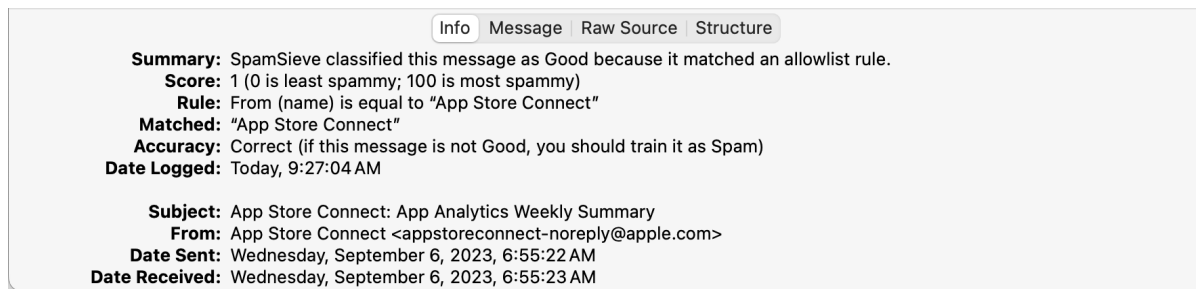 Info Message Raw Source Structure
Summary: SpamSieve classified this message as Good because it matched an allowlist rule.
Score: 1 (0 is least spammy; 100 is most spammy)
Rule: From (name) is equal to “App Store Connect”
Matched: “App Store Connect”
Accuracy: Correct (if this message is not Good, you should train it as Spam)
Date Logged: Today, 9:27:04 AM
Subject: App Store Connect: App Analytics Weekly Summary
From: App Store Connect <appstoreconnect-noreply@apple.com>
Date Sent: Wednesday, September 6, 2023, 6:55:22 AM
Date Received: Wednesday, September 6, 2023, 6:55:23 AM